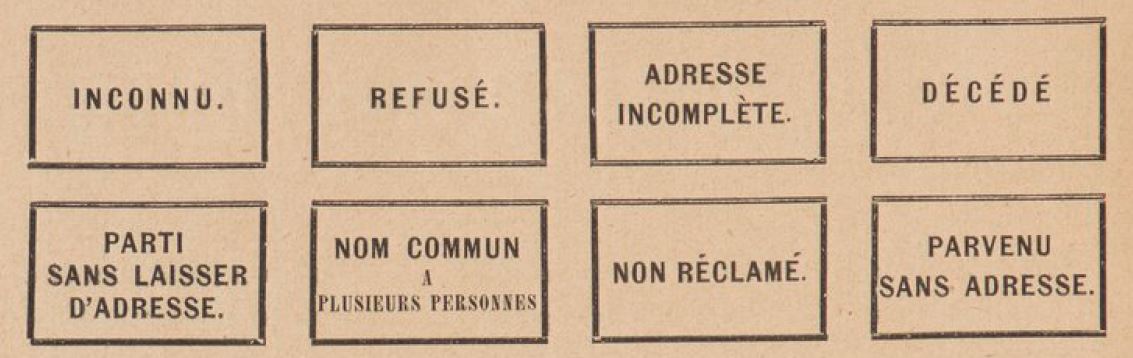 INCONNU.
REFUSÉ.
ADRESSE
INCOMPLÈTE.
DÉCÉDÉ
PARTI
SANS LAISSER
D'ADRESSE.
NOM COMMUN
A
PLUSIEURS PERSONNES
NON RÉCLAMÉ.
PARVENU
SANS ADRESSE.